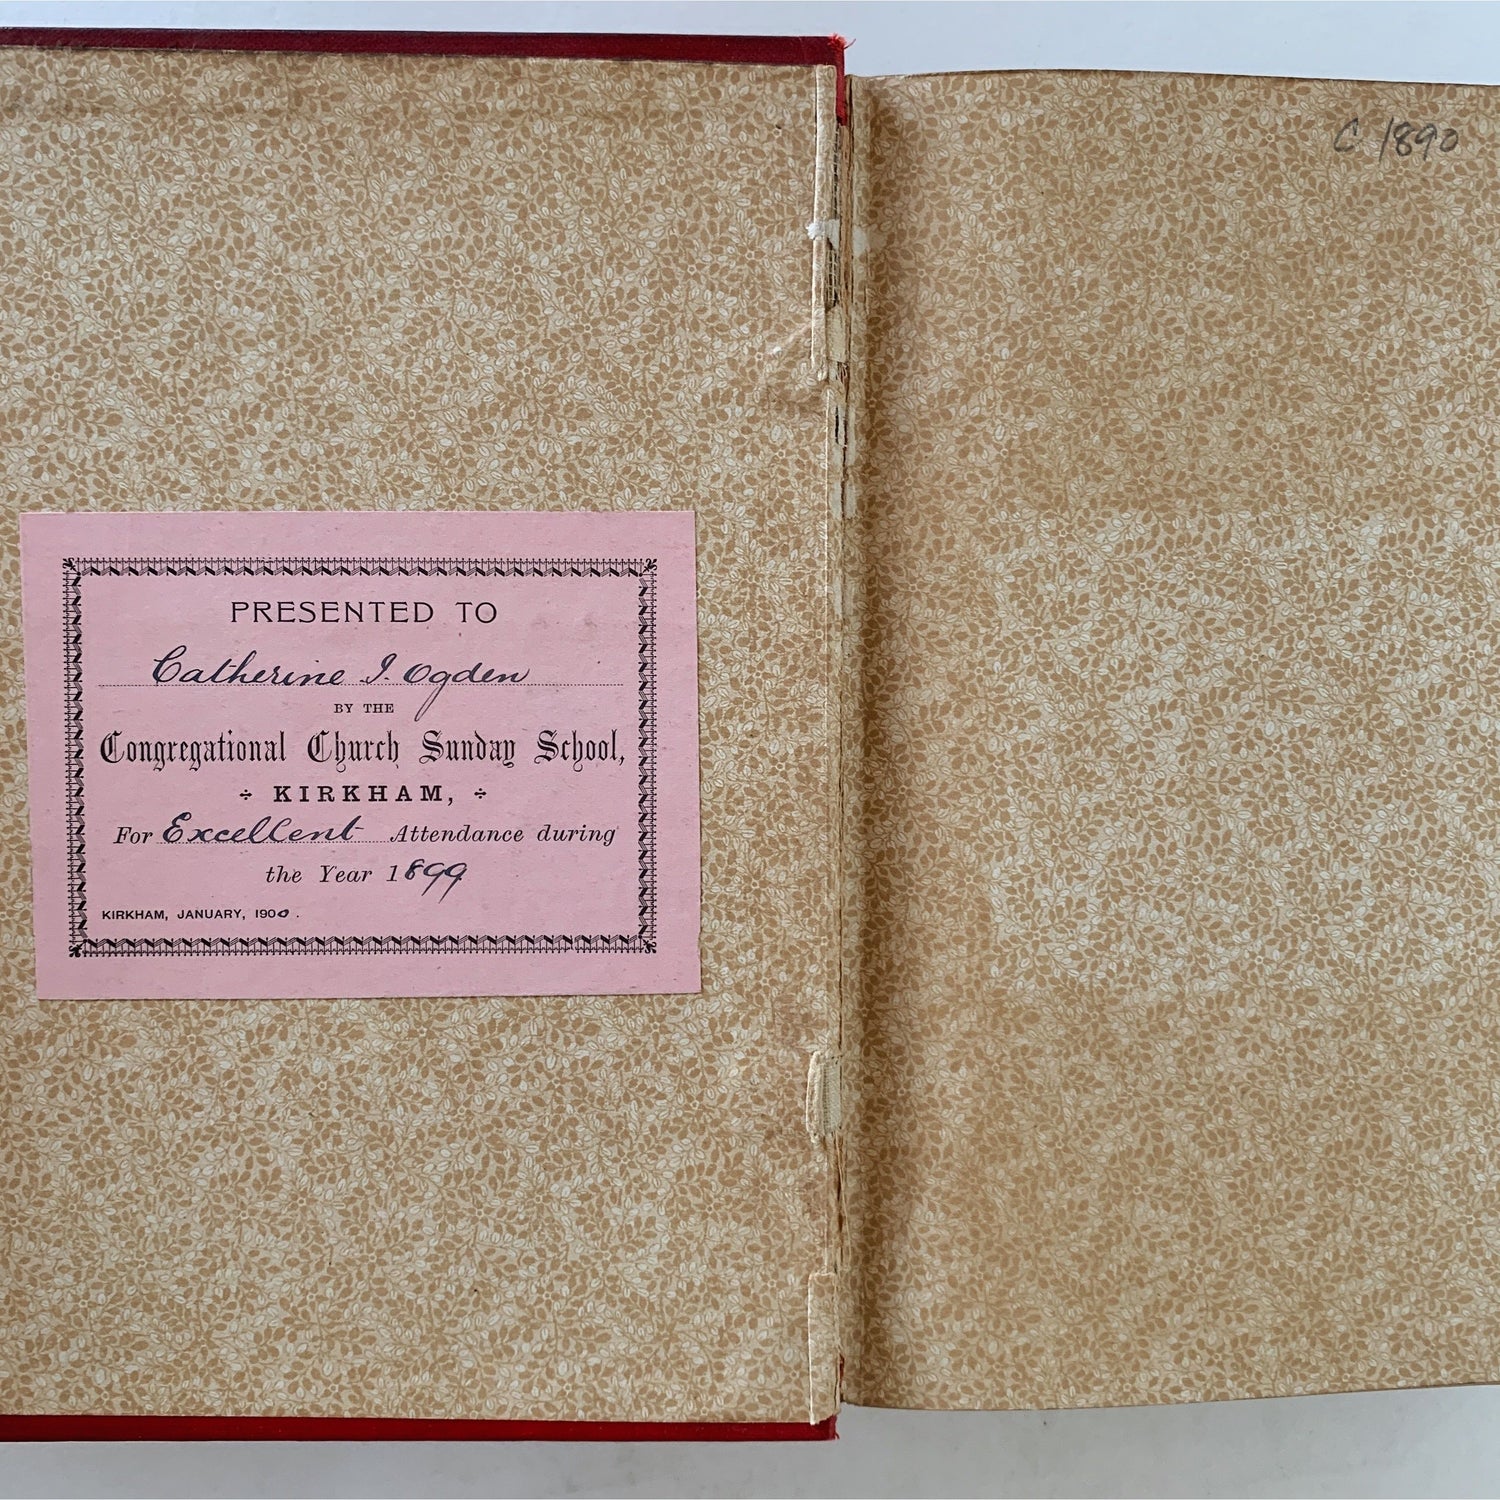 PRESENTED TO
Catherine I. Ogden
BY THE
Congregational Church Sunday School,
÷ KIRKHAM, ÷
For Excellent Attendance during
the Year 1899
KIRKHAM, JANUARY, 1900.
C 1890